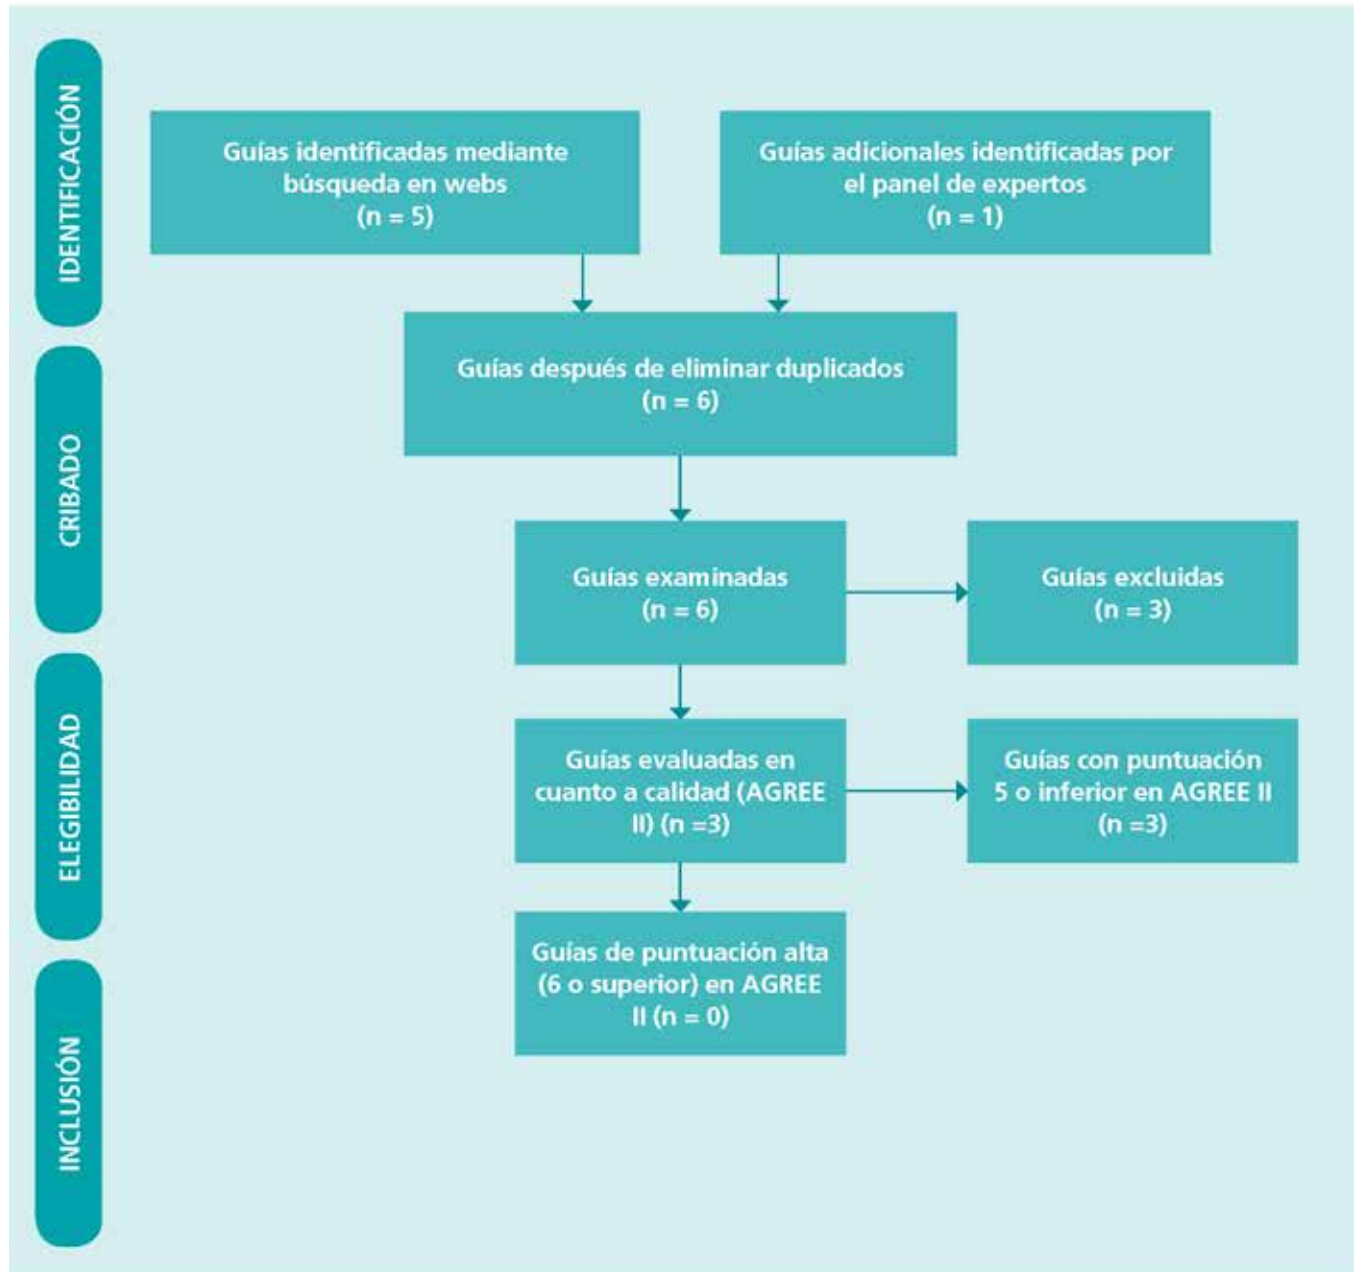 IDENTIFICACIÓN
Guías identificadas mediante
búsqueda en webs
(n = 5)
Guías adicionales identificadas por
el panel de expertos
(n = 1)
Guías después de eliminar duplicados
(n = 6)
CRIBADO
Guías examinadas
(n = 6)
Guías excluidas
(n = 3)
ELEGIBILIDAD
Guías evaluadas en
cuanto a calidad (AGREE
II) (n =3)
Guías con puntuación
5 o inferior en AGREE II
(n =3)
Guías de puntuación alta
(6 o superior) en AGREE
II (n = 0)
INCLUSIÓN